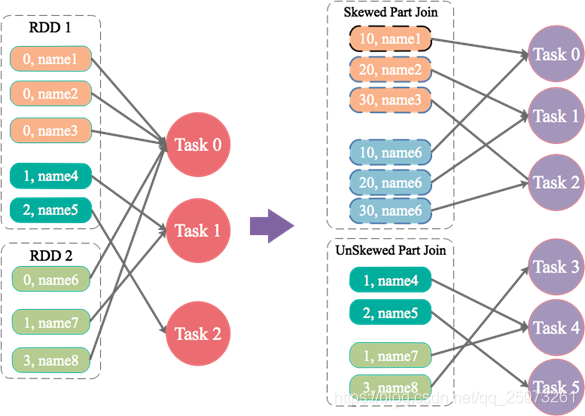 RDD 1
0, name1
0, name2
0, name3
1, name4
2, name5
RDD 2
0, name6
1, name7
3, name8
Task 0
Task 1
Task 2
Skewed Part Join
10, name1
20, name2
30, name3
10, name6
20, name6
30, name6
UnSkewed Part Join
1, name4
2, name5
1, name7
3, name8
Task 0
Task 1
Task 2
Task 3
Task 4
Task 5
https://blog.csdn.net/qq_25073261